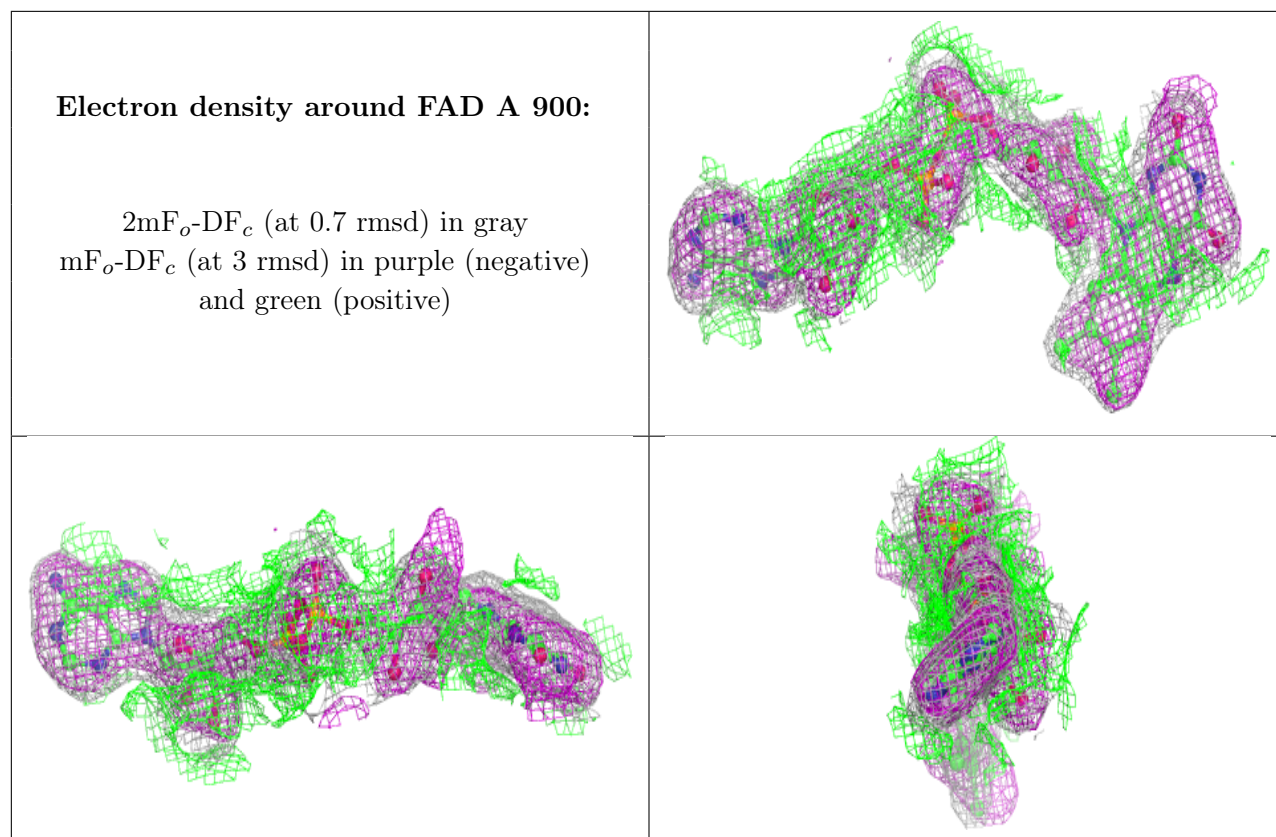 Electron density around FAD A 900:
2mFₒ-DF𝒸 (at 0.7 rmsd) in gray
mFₒ-DF𝒸 (at 3 rmsd) in purple (negative)
and green (positive)